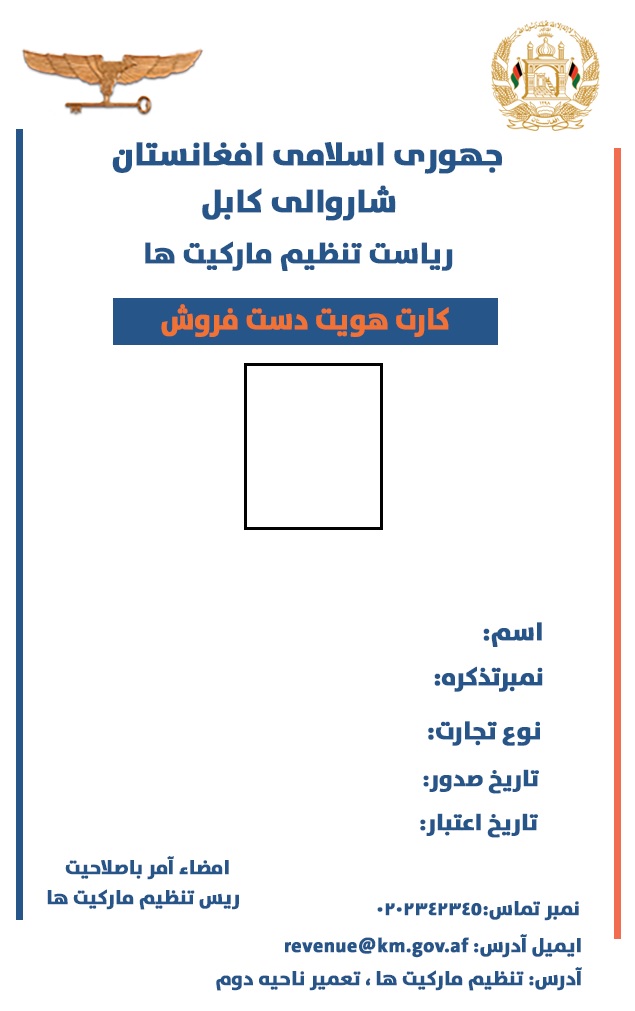 جهوری اسلامی افغانستان
شاروالی کابل
ریاست تنظیم مارکیت ها
کارت هویت دست فروش
اسم:
نمبرتذکره:
نوع تجارت:
تاریخ صدور:
تاریخ اعتبار:
امضاء آمر باصلاحیت
ریس تنظیم مارکیت ها
نمبر تماس:٠٢٠٢٣٤٢٣٤٥
ایمیل آدرس: revenue@km.gov.af
آدرس: تنظیم مارکیت ها ، تعمیر ناحیه دوم